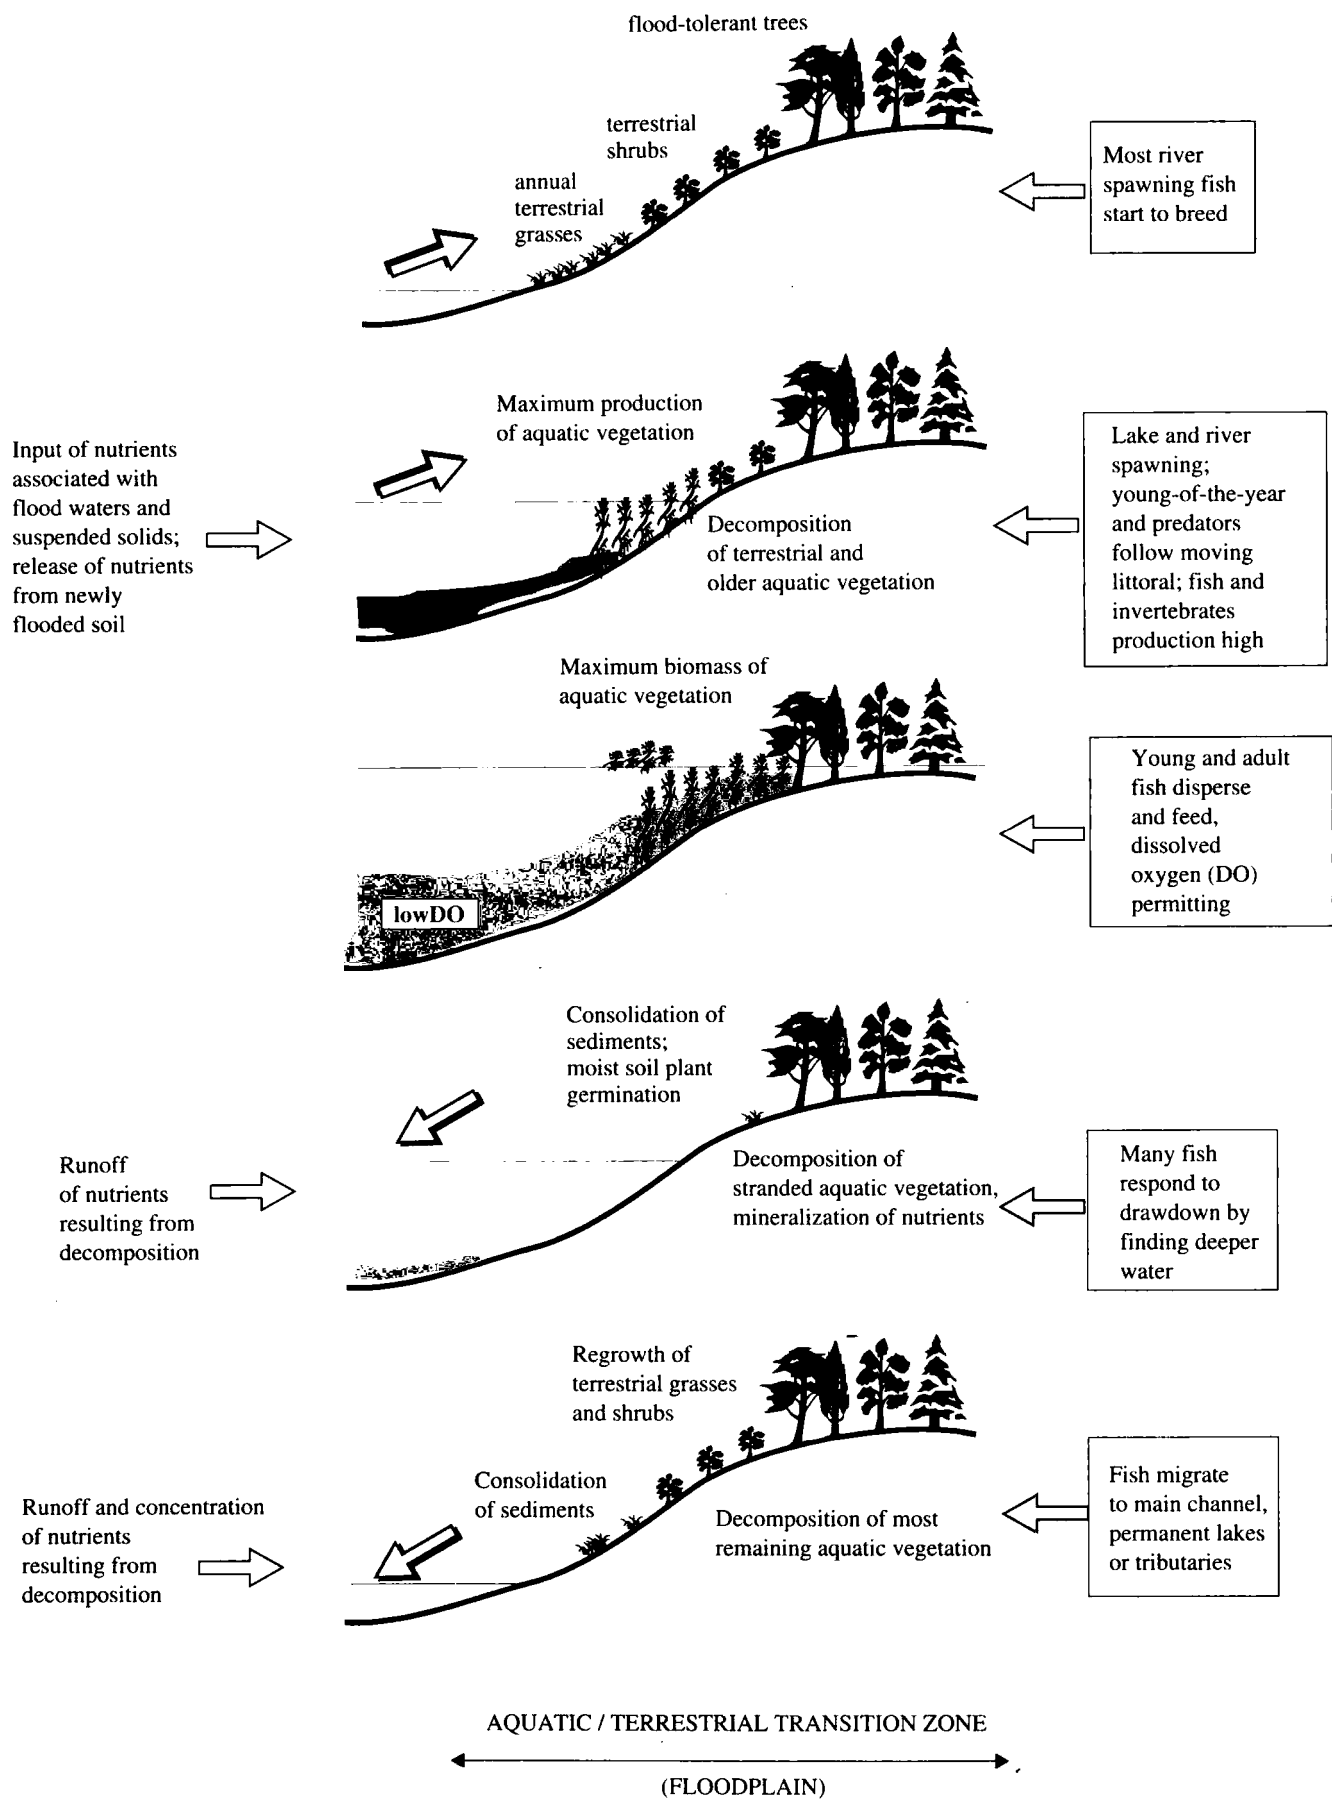 flood-tolerant trees
terrestrial
shrubs
annual
terrestrial
grasses
Most river
spawning fish
start to breed
Maximum production
of aquatic vegetation
Input of nutrients
associated with
flood waters and
suspended solids;
release of nutrients
from newly
flooded soil
Decomposition
of terrestrial and
older aquatic vegetation
Lake and river
spawning;
young-of-the-year
and predators
follow moving
littoral; fish and
invertebrates
production high
Maximum biomass of
aquatic vegetation
lowDO
Young and adult
fish disperse
and feed,
dissolved
oxygen (DO)
permitting
Consolidation of
sediments;
moist soil plant
germination
Runoff
of nutrients
resulting from
decomposition
Decomposition of
stranded aquatic vegetation,
mineralization of nutrients
Many fish
respond to
drawdown by
finding deeper
water
Regrowth of
terrestrial grasses
and shrubs
Consolidation
of sediments
Runoff and concentration
of nutrients
resulting from
decomposition
Decomposition of most
remaining aquatic vegetation
Fish migrate
to main channel,
permanent lakes
or tributaries
AQUATIC / TERRESTRIAL TRANSITION ZONE
(FLOODPLAIN)